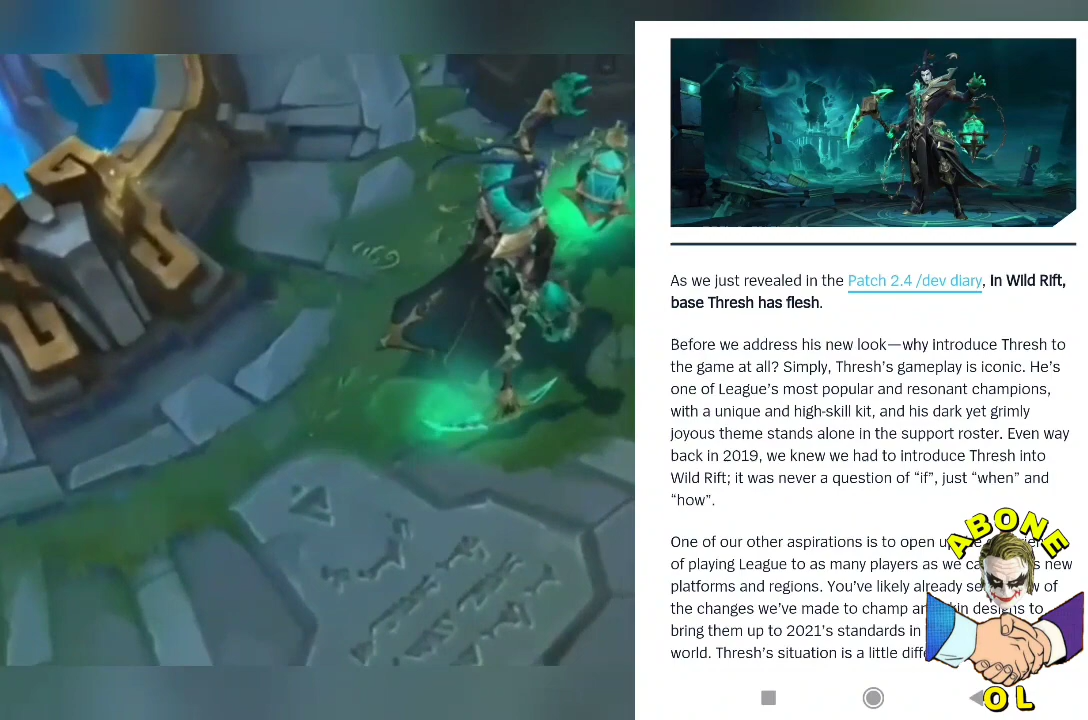 As we just revealed in the Patch 2.4 /dev diary, In Wild Rift,
base Thresh has flesh.
Before we address his new look—why introduce Thresh to
the game at all? Simply, Thresh's gameplay is iconic. He's
one of League's most popular and resonant champions,
with a unique and high-skill kit, and his dark yet grimly
joyous theme stands alone in the support roster. Even way
back in 2019, we knew we had to introduce Thresh into
Wild Rift; it was never a question of “if”, just “when” and
“how”.
One of our other aspirations is to open
of playing League to as many players as we new
platforms and regions. You've likely already of
the changes we've made to champ designs to
bring them up to 2021's standards in
world. Thresh's situation is a little
ABONE
OL